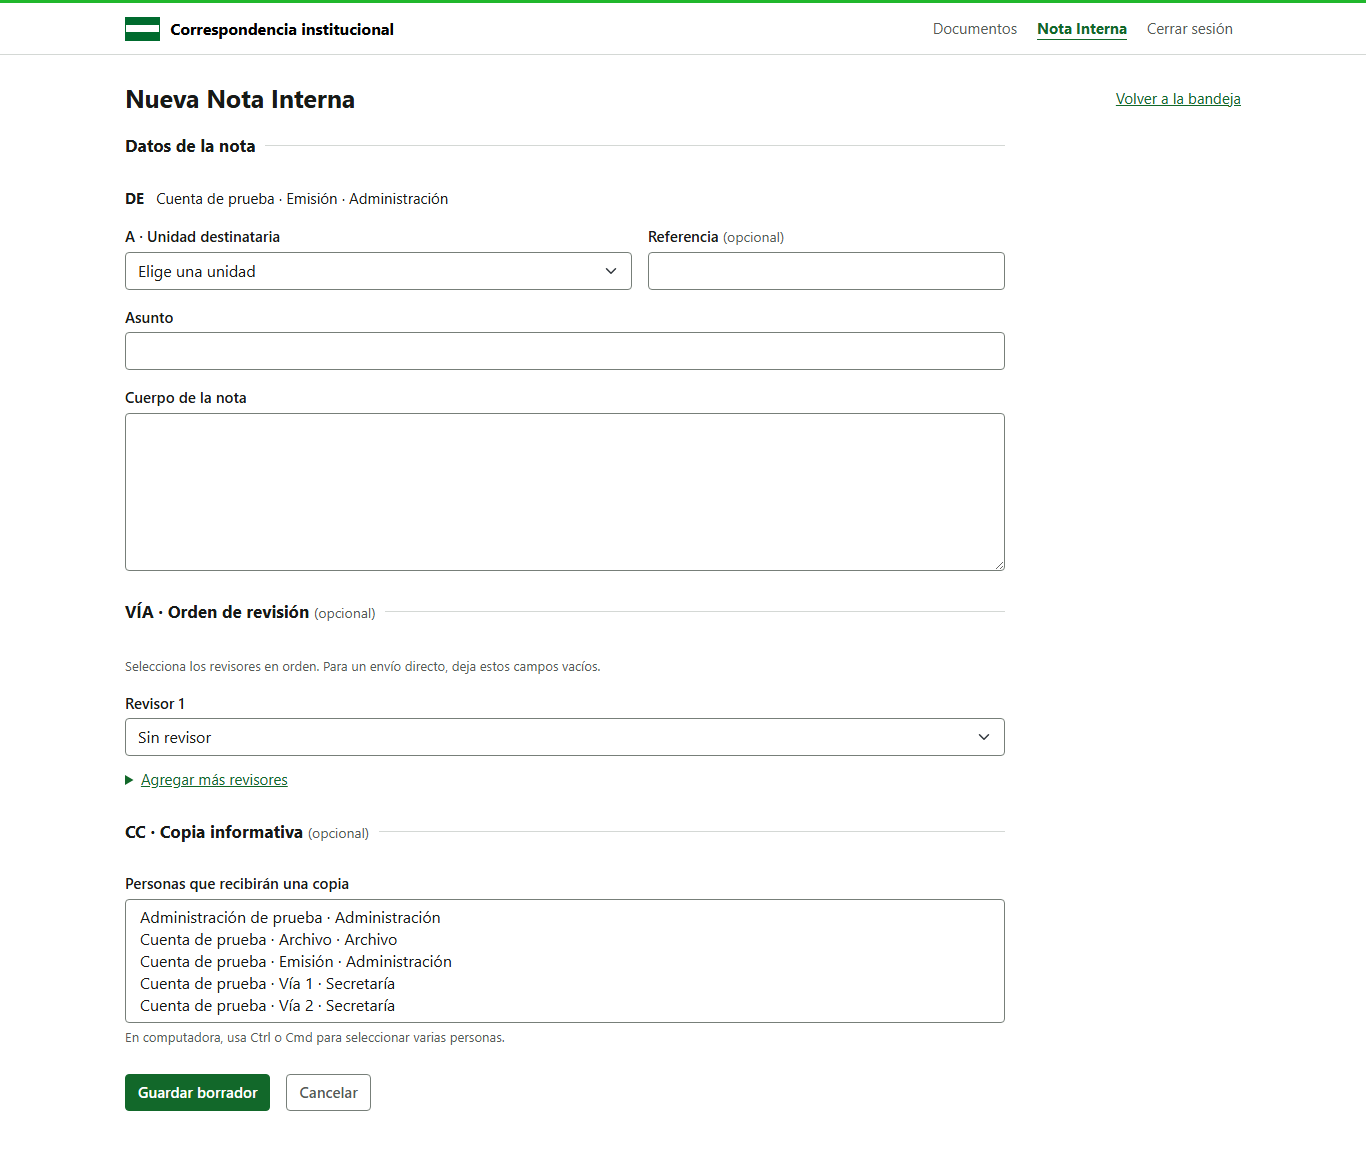 Correspondencia institucional
Documentos
Nota Interna
Cerrar sesión
Nueva Nota Interna
Volver a la bandeja
Datos de la nota
DE Cuenta de prueba · Emisión · Administración
A · Unidad destinataria
Referencia (opcional)
Elige una unidad
Asunto
Cuerpo de la nota
VÍA · Orden de revisión (opcional)
Selecciona los revisores en orden. Para un envío directo, deja estos campos vacíos.
Revisor 1
Sin revisor
Agregar más revisores
CC · Copia informativa (opcional)
Personas que recibirán una copia
Administración de prueba · Administración
Cuenta de prueba · Archivo · Archivo
Cuenta de prueba · Emisión · Administración
Cuenta de prueba · Vía 1 · Secretaría
Cuenta de prueba · Vía 2 · Secretaría
En computadora, usa Ctrl o Cmd para seleccionar varias personas.
Guardar borrador
Cancelar